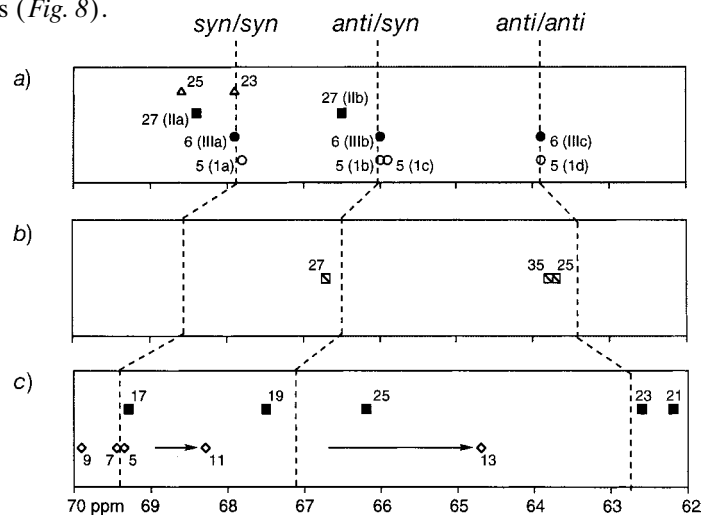 s (Fig. 8).
syn/syn anti/syn anti/anti
a)
25 23
27 (IIa) 27 (IIb)
6 (IIIa) 6 (IIIb) 6 (IIIc)
5 (1a) 5 (1b) 5 (1c) 5 (1d)
b)
27 35 25
c)
17 19 25 23 21
9 7 5 11 13
70 ppm 69 68 67 66 65 64 63 62